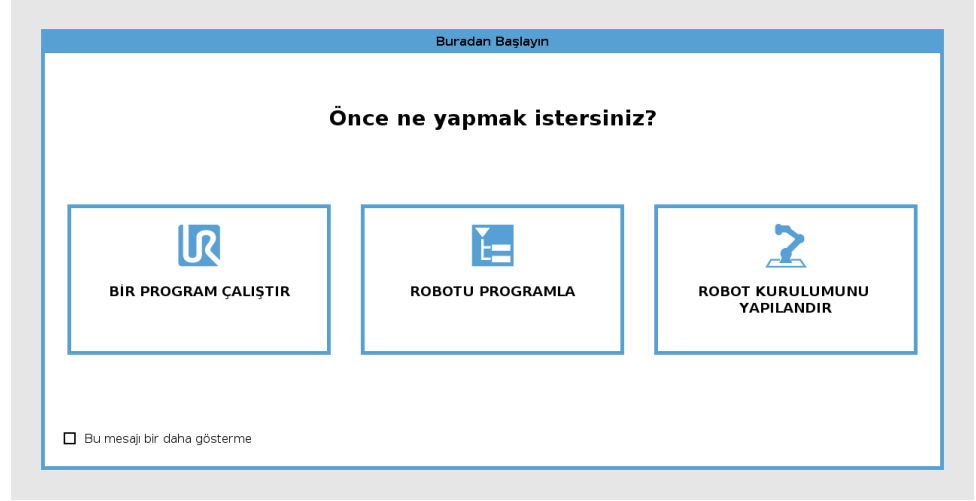 Buradan Başlayın
Önce ne yapmak istersiniz?
BİR PROGRAM ÇALIŞTIR
ROBOTU PROGRAMLA
ROBOT KURULUMUNU
YAPILANDIR
Bu mesajı bir daha gösterme